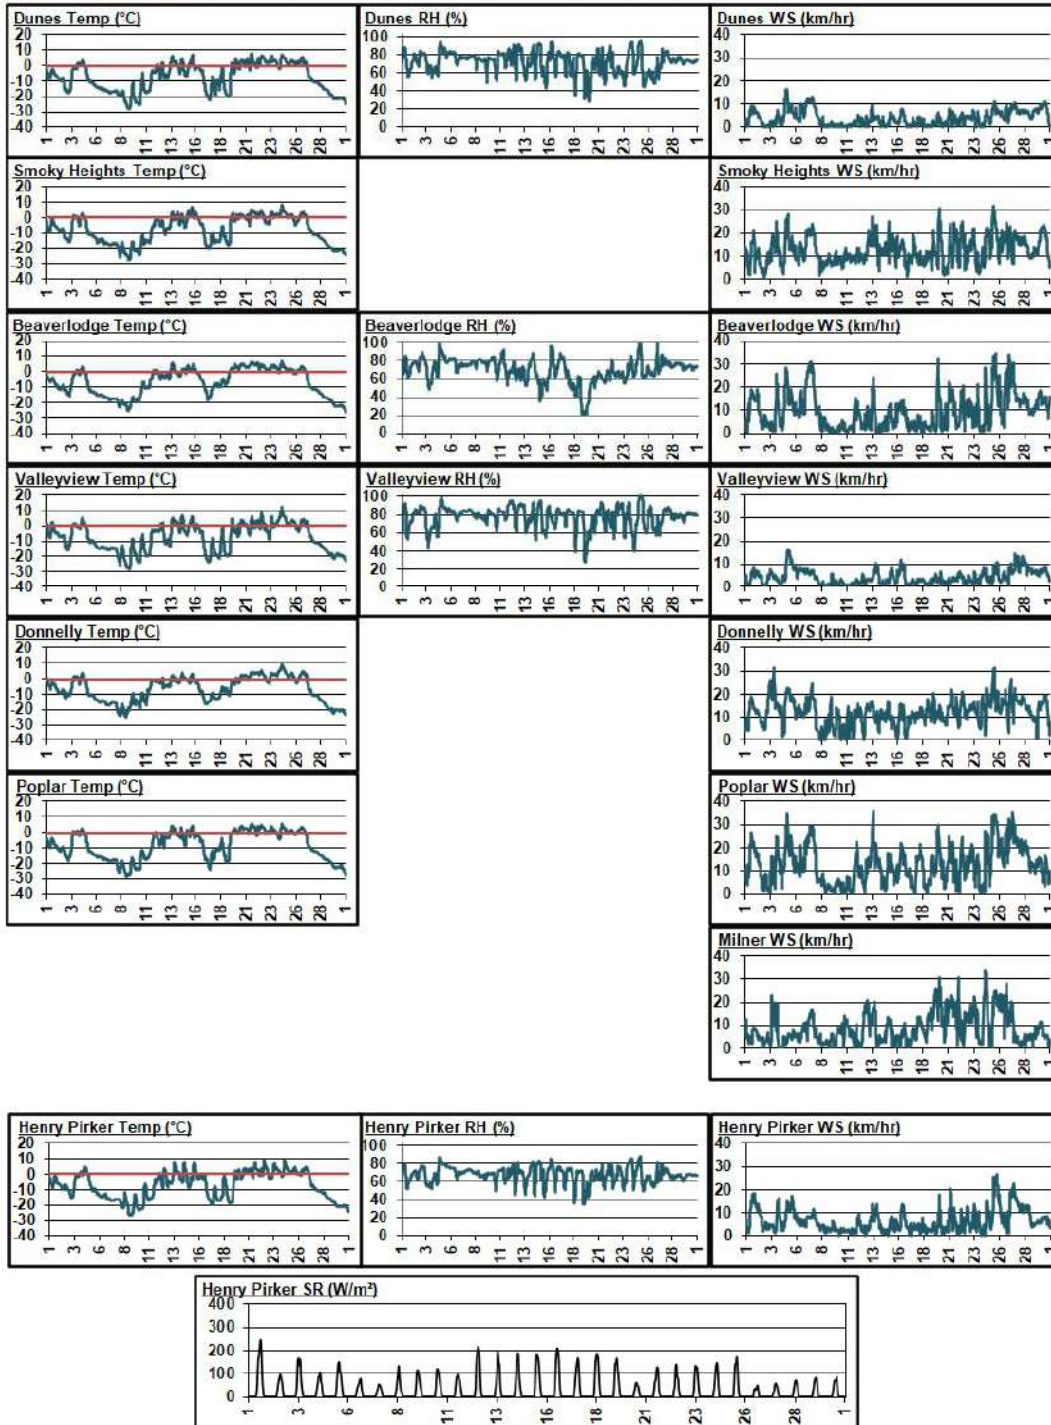 Dunes Temp (°C)
20
10
0
-10
-20
-30
-40
1 3 6 8 11 13 16 18 21 23 26 28 1
Dunes RH (%)
100
80
60
40
20
0
1 3 6 8 11 13 16 18 21 23 26 28 1
Dunes WS (km/hr)
40
30
20
10
0
1 3 6 8 11 13 16 18 21 23 26 28 1
Smoky Heights Temp (°C)
20
10
0
-10
-20
-30
-40
1 3 6 8 11 13 16 18 21 23 26 28 1
Smoky Heights WS (km/hr)
40
30
20
10
0
1 3 6 8 11 13 16 18 21 23 26 28 1
Beaverlodge Temp (°C)
20
10
0
-10
-20
-30
-40
1 3 6 8 11 13 16 18 21 23 26 28 1
Beaverlodge RH (%)
100
80
60
40
20
0
1 3 6 8 11 13 16 18 21 23 26 28 1
Beaverlodge WS (km/hr)
40
30
20
10
0
1 3 6 8 11 13 16 18 21 23 26 28 1
Valleyview Temp (°C)
20
10
0
-10
-20
-30
-40
1 3 6 8 11 13 16 18 21 23 26 28 1
Valleyview RH (%)
100
80
60
40
20
0
1 3 6 8 11 13 16 18 21 23 26 28 1
Valleyview WS (km/hr)
40
30
20
10
0
1 3 6 8 11 13 16 18 21 23 26 28 1
Donnelly Temp (°C)
20
10
0
-10
-20
-30
-40
1 3 6 8 11 13 16 18 21 23 26 28 1
Donnelly WS (km/hr)
40
30
20
10
0
1 3 6 8 11 13 16 18 21 23 26 28 1
Poplar Temp (°C)
20
10
0
-10
-20
-30
-40
1 3 6 8 11 13 16 18 21 23 26 28 1
Poplar WS (km/hr)
40
30
20
10
0
1 3 6 8 11 13 16 18 21 23 26 28 1
Milner WS (km/hr)
40
30
20
10
0
1 3 6 8 11 13 16 18 21 23 26 28 1
Henry Pirker Temp (°C)
20
10
0
-10
-20
-30
-40
1 3 6 8 11 13 16 18 21 23 26 28 1
Henry Pirker RH (%)
100
80
60
40
20
0
1 3 6 8 11 13 16 18 21 23 26 28 1
Henry Pirker WS (km/hr)
40
30
20
10
0
1 3 6 8 11 13 16 18 21 23 26 28 1
Henry Pirker SR (W/m²)
400
300
200
100
0
1 3 6 8 11 13 16 18 21 23 26 28 1